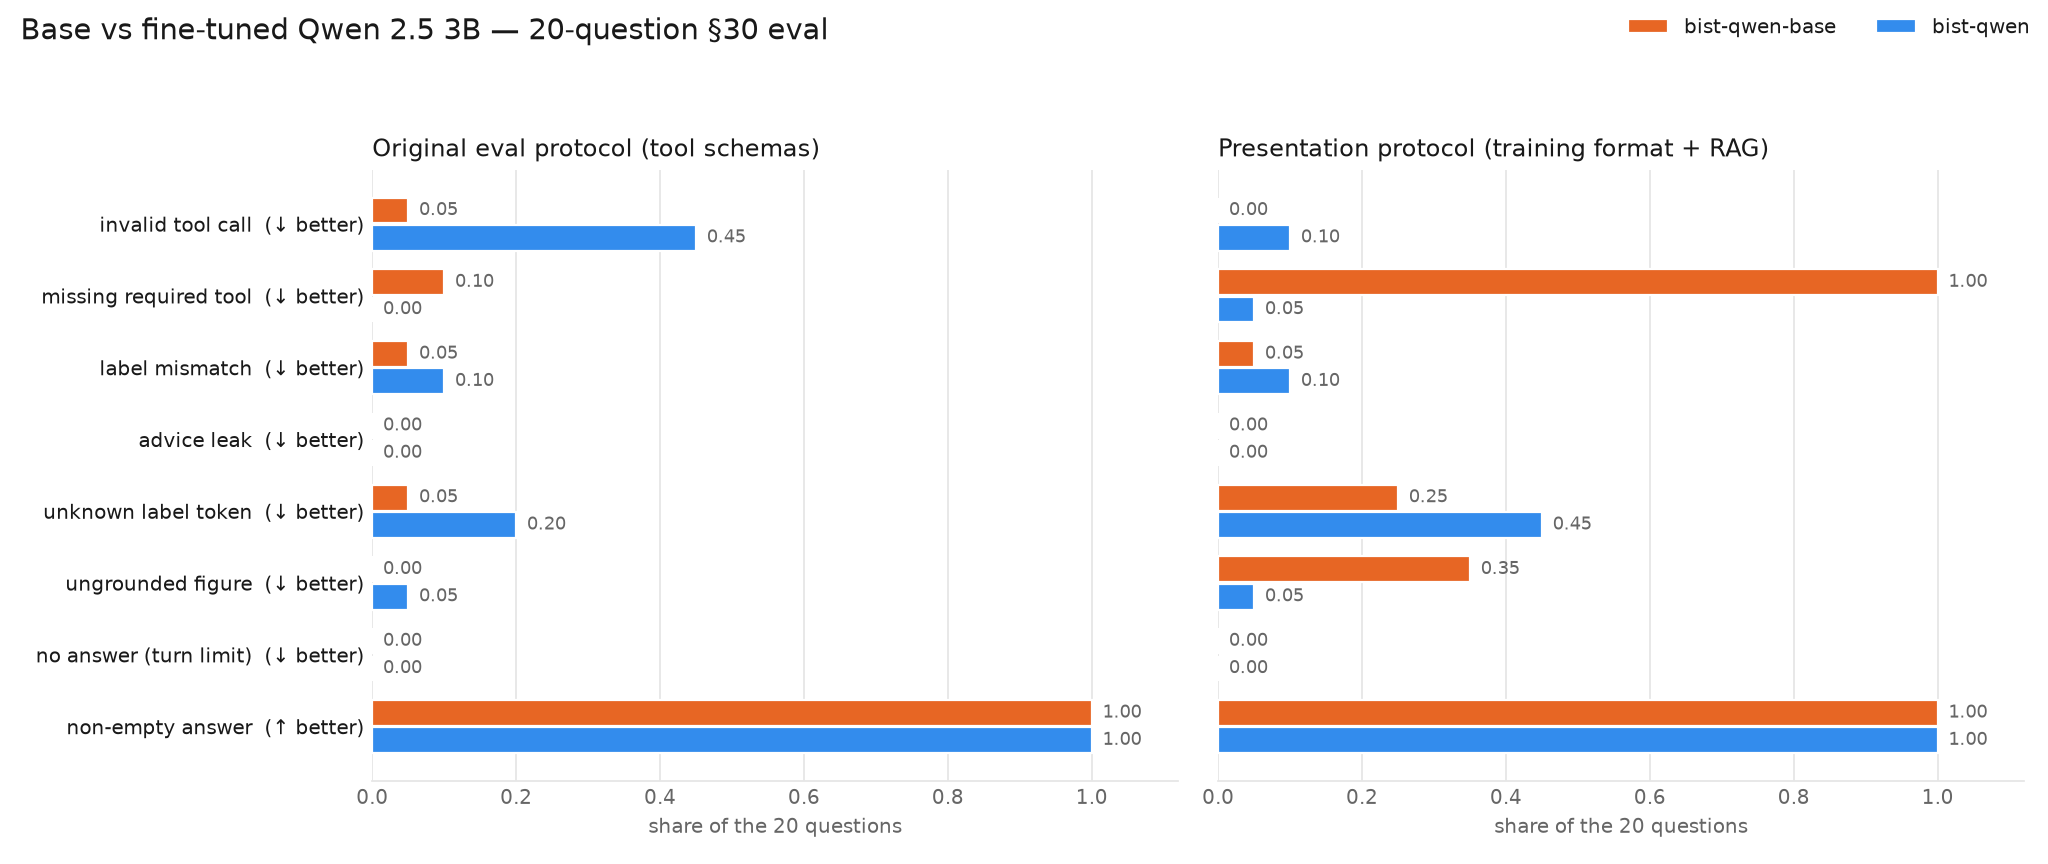 Base vs fine-tuned Qwen 2.5 3B — 20-question §30 eval
bist-qwen-base
bist-qwen
Original eval protocol (tool schemas)
invalid tool call (↓ better)
0.05
0.45
missing required tool (↓ better)
0.10
0.00
label mismatch (↓ better)
0.05
0.10
advice leak (↓ better)
0.00
0.00
unknown label token (↓ better)
0.05
0.20
ungrounded figure (↓ better)
0.00
0.05
no answer (turn limit) (↓ better)
0.00
0.00
non-empty answer (↑ better)
1.00
1.00
0.0 0.2 0.4 0.6 0.8 1.0
share of the 20 questions
Presentation protocol (training format + RAG)
0.00
0.10
1.00
0.05
0.05
0.10
0.00
0.00
0.25
0.45
0.35
0.05
0.00
0.00
1.00
1.00
0.0 0.2 0.4 0.6 0.8 1.0
share of the 20 questions